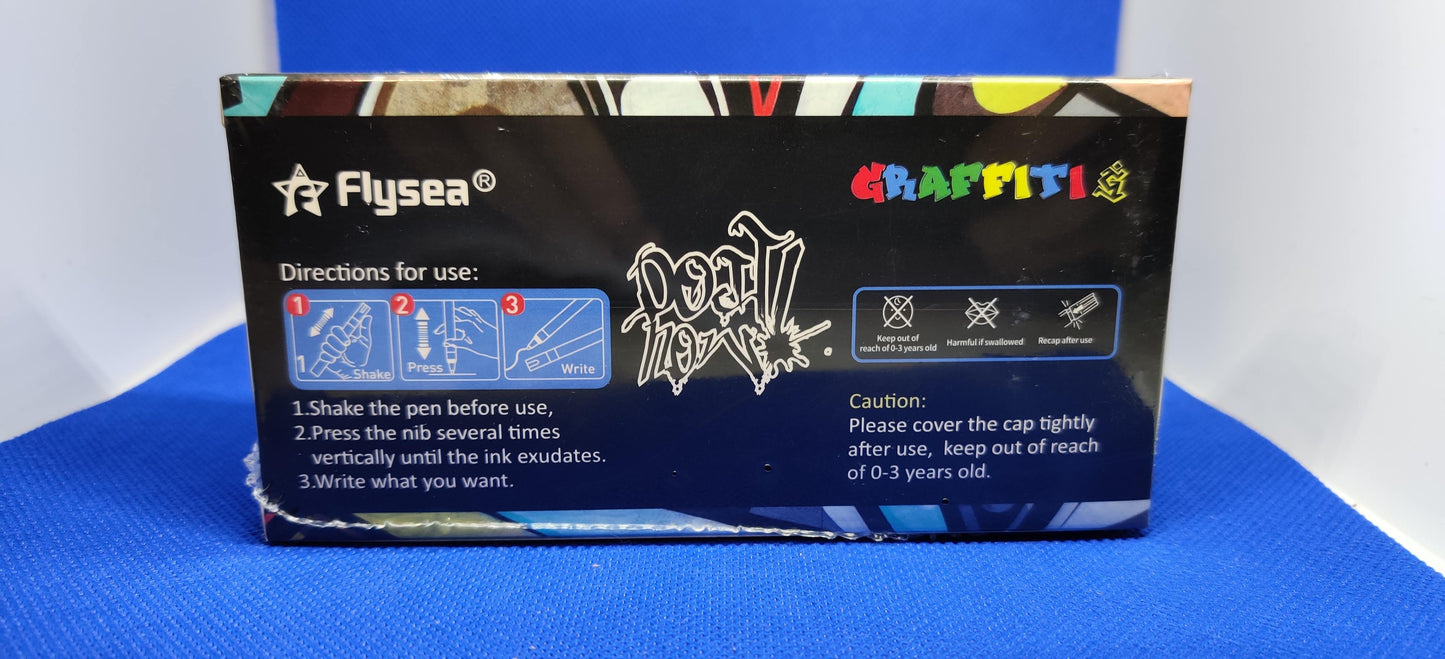 Flysea®
GRAFFITI
DO IT!
NOW
Directions for use:
1
2
3
1
Shake
Press
Write
1.Shake the pen before use,
2.Press the nib several times
vertically until the ink exudates.
3.Write what you want.
Keep out of
reach of 0-3 years old
Harmful if swallowed
Recap after use
Caution:
Please cover the cap tightly
after use, keep out of reach
of 0-3 years old.